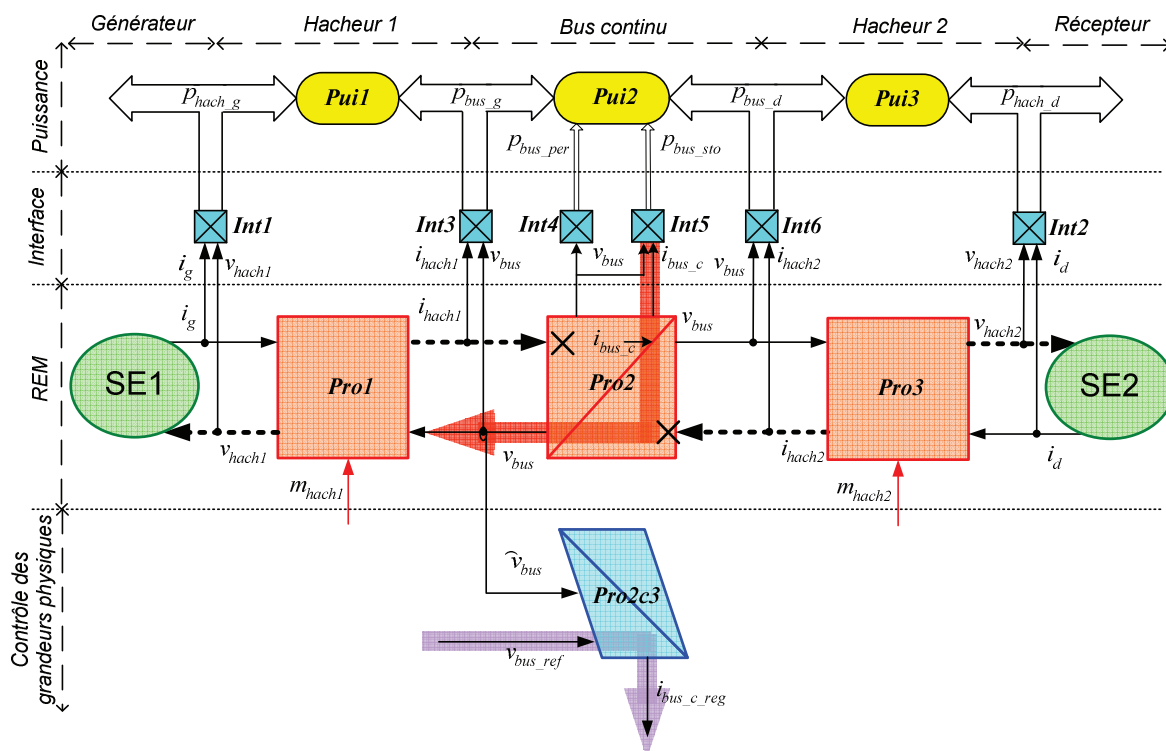 Générateur
Hacheur 1
Bus continu
Hacheur 2
Récepteur
Puissance
p_hach_g
Pui1
p_bus_g
Pui2
p_bus_d
Pui3
p_hach_d
p_bus_per
p_bus_sto
Interface
Int1
Int3
Int4
Int5
Int6
Int2
i_g
v_hach1
i_hach1
v_bus
v_bus
i_bus_c
v_bus
i_hach2
v_hach2
i_d
REM
i_g
i_hach1
i_bus_c
v_bus
v_hach2
SE1
Pro1
Pro2
Pro3
SE2
v_hach1
v_bus
i_hach2
i_d
m_hach1
m_hach2
Contrôle des
grandeurs physiques
⌢v_bus
Pro2c3
v_bus_ref
i_bus_c_reg